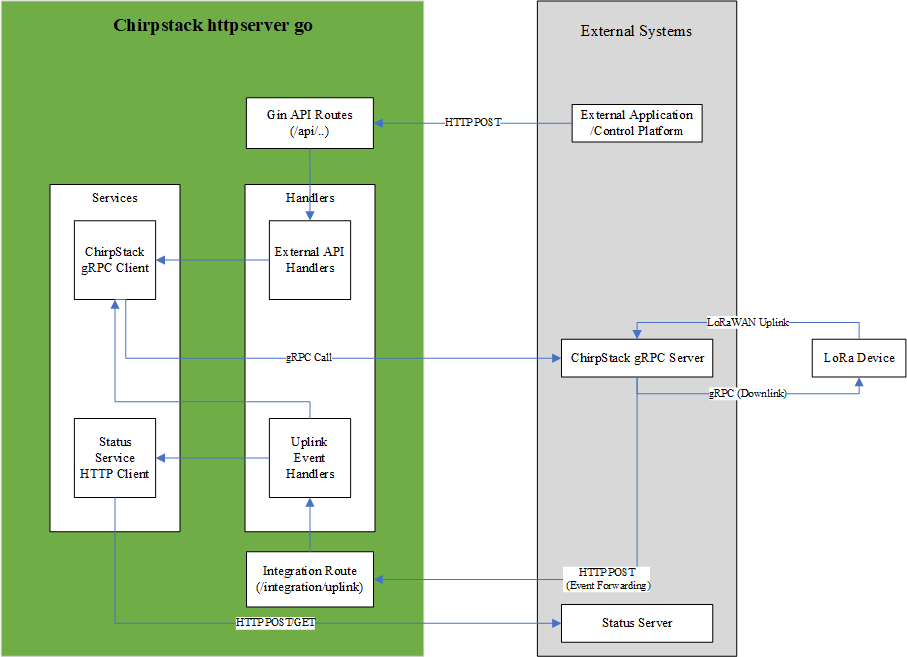 Chirpstack httpserver go
External Systems
Gin API Routes
(/api/..)
HTTP POST
External Application
/Control Platform
Services
Handlers
ChirpStack
gRPC Client
External API
Handlers
LoRaWAN Uplink
gRPC Call
ChirpStack gRPC Server
LoRa Device
gRPC (Downlink)
Status
Service
HTTP Client
Uplink
Event
Handlers
Integration Route
(/integration/uplink)
HTTP POST
(Event Forwarding)
HTTP POST/GET
Status Server